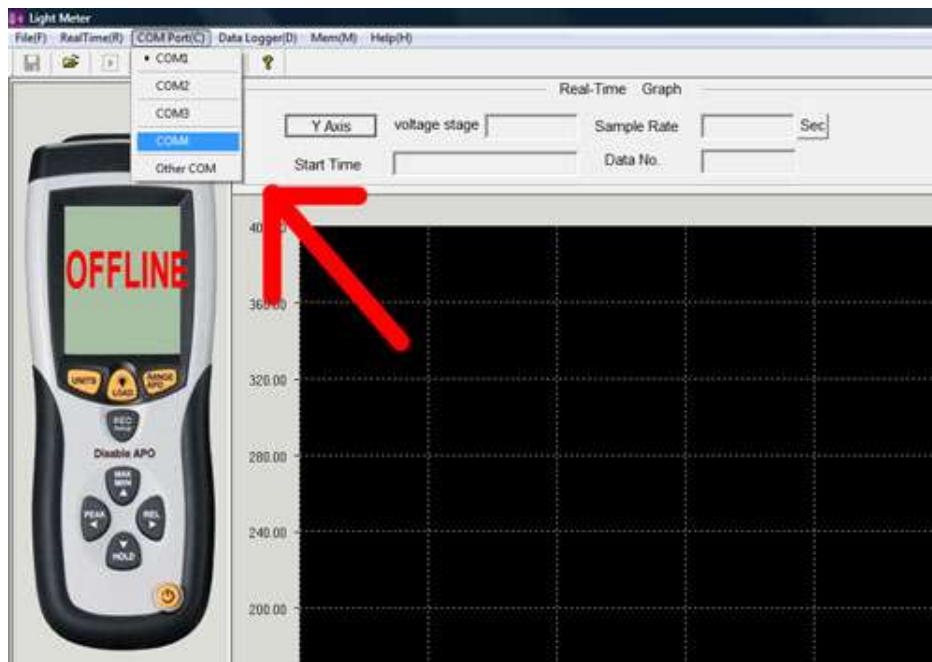 Light Meter
File(F) RealTime(R) COM Port(C) Data Logger(D) Mem(M) Help(H)
• COM1
COM2
COM3
COM4
Other COM
?
Real-Time Graph
Y Axis voltage stage Sample Rate Sec
Start Time Data No.
OFFLINE
360.00
320.00
280.00
240.00
200.00
UNITS LOAD RANGE APO
REC
Setup
Disable APO
MAX
MIN
PEAK REL
HOLD